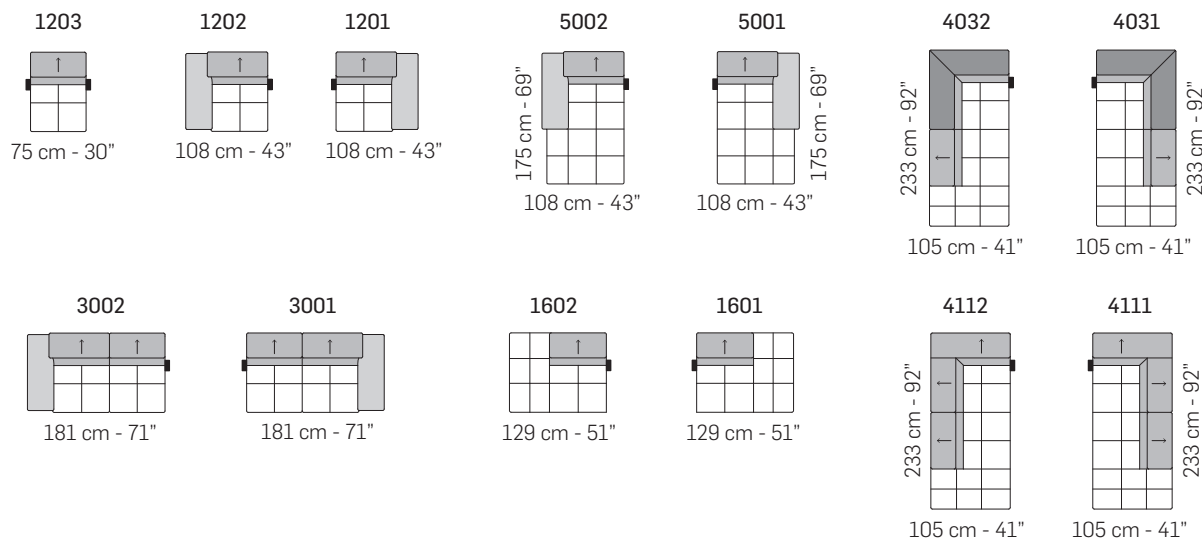 1203 1202 1201 5002 5001 4032 4031
175 cm - 69" 175 cm - 69" 233 cm - 92" 233 cm - 92"
75 cm - 30" 108 cm - 43" 108 cm - 43" 108 cm - 43" 108 cm - 43" 105 cm - 41" 105 cm - 41"
3002 3001 1602 1601 4112 4111
233 cm - 92" 233 cm - 92"
181 cm - 71" 181 cm - 71" 129 cm - 51" 129 cm - 51" 105 cm - 41" 105 cm - 41"